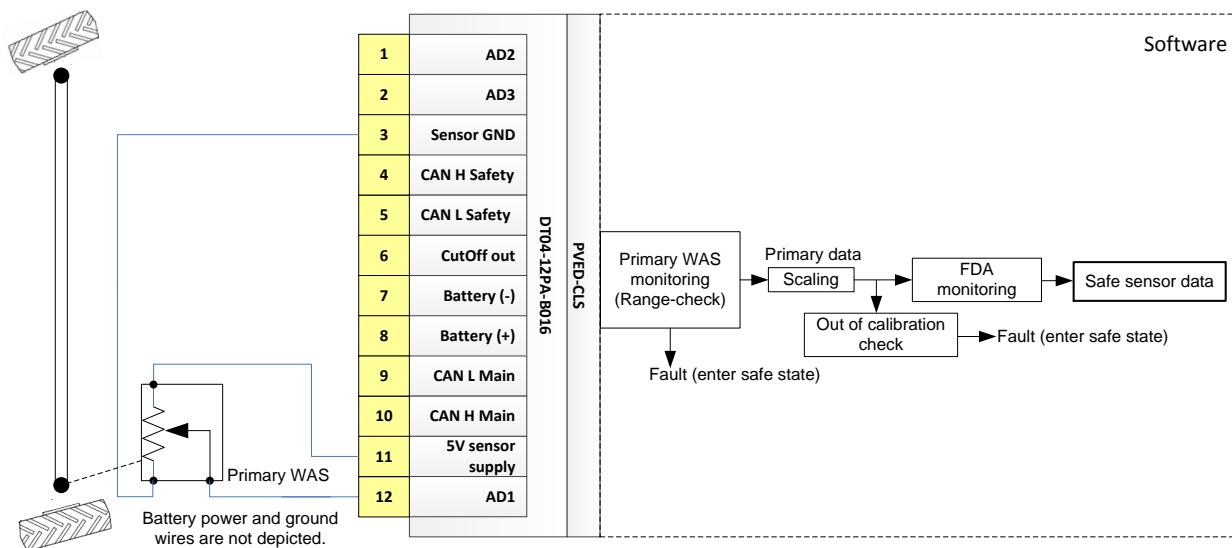 Software
1 AD2
2 AD3
3 Sensor GND
4 CAN H Safety
5 CAN L Safety
6 CutOff out
7 Battery (-)
8 Battery (+)
9 CAN L Main
10 CAN H Main
11 5V sensor
supply
12 AD1
DT04-12PA-B016
PVED-CLS
Primary WAS
Battery power and ground
wires are not depicted.
Primary WAS
monitoring
(Range-check)
Fault (enter safe state)
Primary data
Scaling
FDA
monitoring
Safe sensor data
Out of calibration
check
Fault (enter safe state)